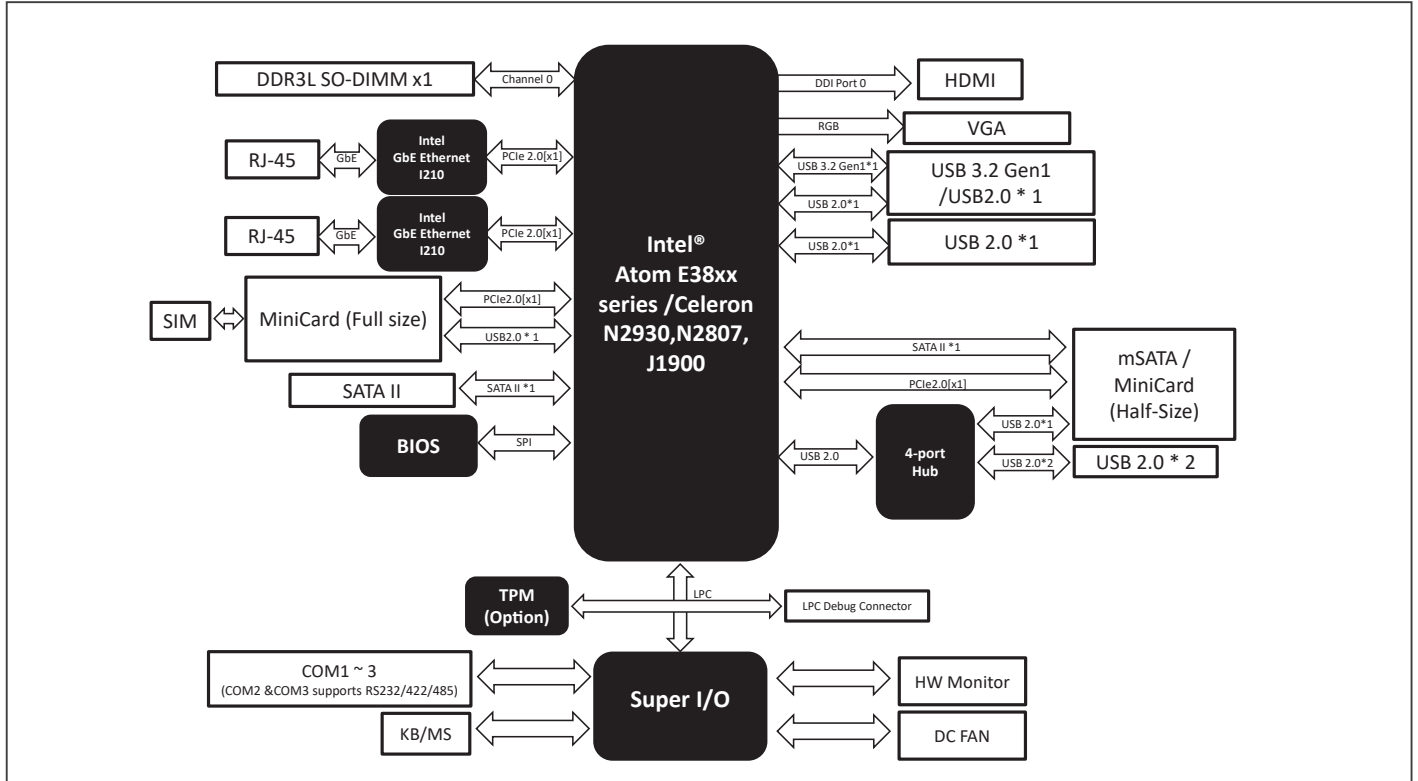 DDR3L SO-DIMM x1
Channel 0
DDI Port 0
HDMI
RGB
VGA
RJ-45
GbE
Intel
GbE Ethernet
I210
PCIe 2.0[x1]
USB 3.2 Gen1*1
USB 2.0*1
USB 3.2 Gen1
/USB2.0 * 1
RJ-45
GbE
Intel
GbE Ethernet
I210
PCIe 2.0[x1]
USB 2.0*1
USB 2.0 *1
Intel®
Atom E38xx
series /Celeron
N2930,N2807,
J1900
SIM
MiniCard (Full size)
PCIe2.0[x1]
USB2.0 * 1
SATA II *1
PCIe2.0[x1]
mSATA /
MiniCard
(Half-Size)
SATA II
SATA II *1
BIOS
SPI
USB 2.0
4-port
Hub
USB 2.0*1
USB 2.0*2
USB 2.0 * 2
TPM
(Option)
LPC
LPC Debug Connector
COM1 ~ 3
(COM2 &COM3 supports RS232/422/485)
Super I/O
HW Monitor
KB/MS
DC FAN